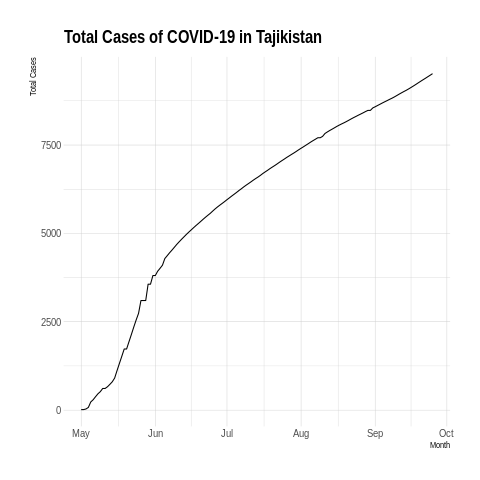 Total Cases of COVID-19 in Tajikistan
Total Cases
7500
5000
2500
0
May Jun Jul Aug Sep Oct
Month